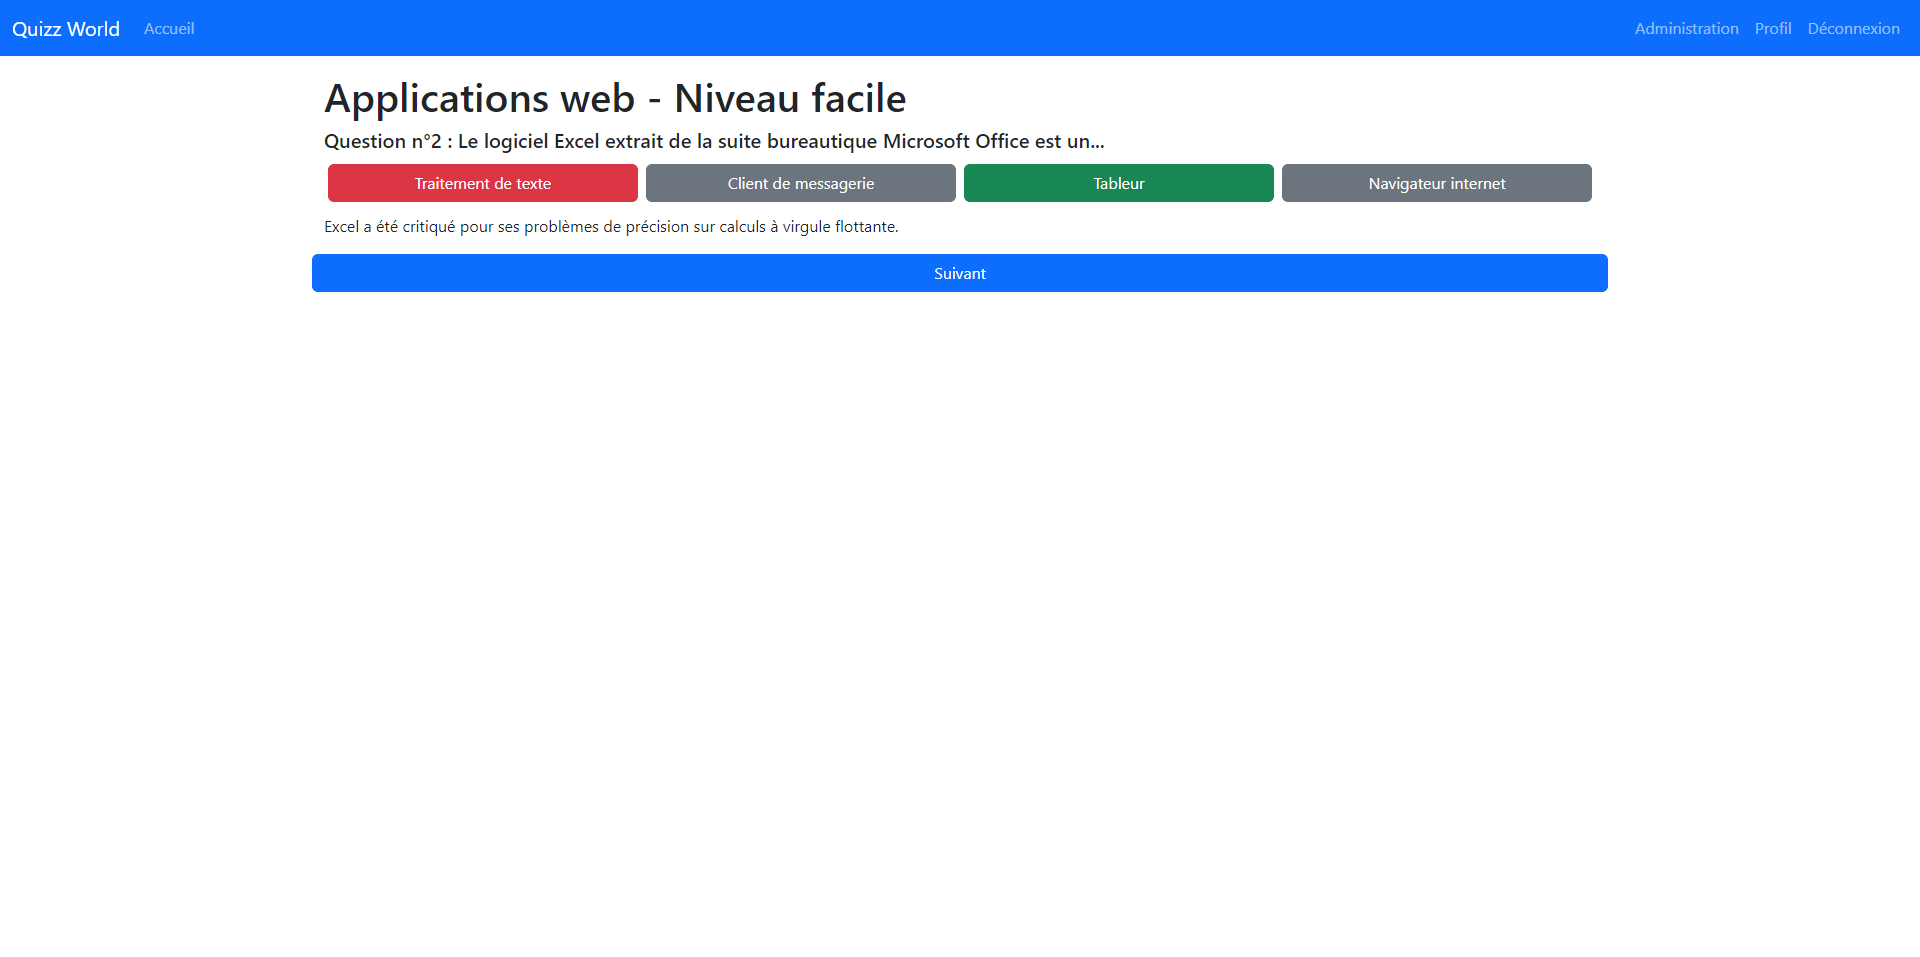 Quizz World Accueil Administration Profil Déconnexion
Applications web - Niveau facile
Question n°2 : Le logiciel Excel extrait de la suite bureautique Microsoft Office est un...
Traitement de texte Client de messagerie Tableur Navigateur internet
Excel a été critiqué pour ses problèmes de précision sur calculs à virgule flottante.
Suivant